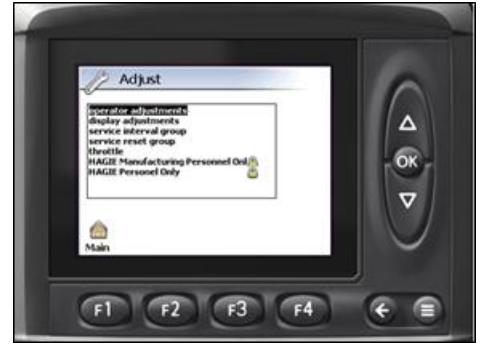 Adjust
operator adjustments
display adjustments
service interval group
service reset group
throttle
HAGIE Manufacturing Personnel Onl
HAGIE Personel Only
Main
OK
F1 F2 F3 F4